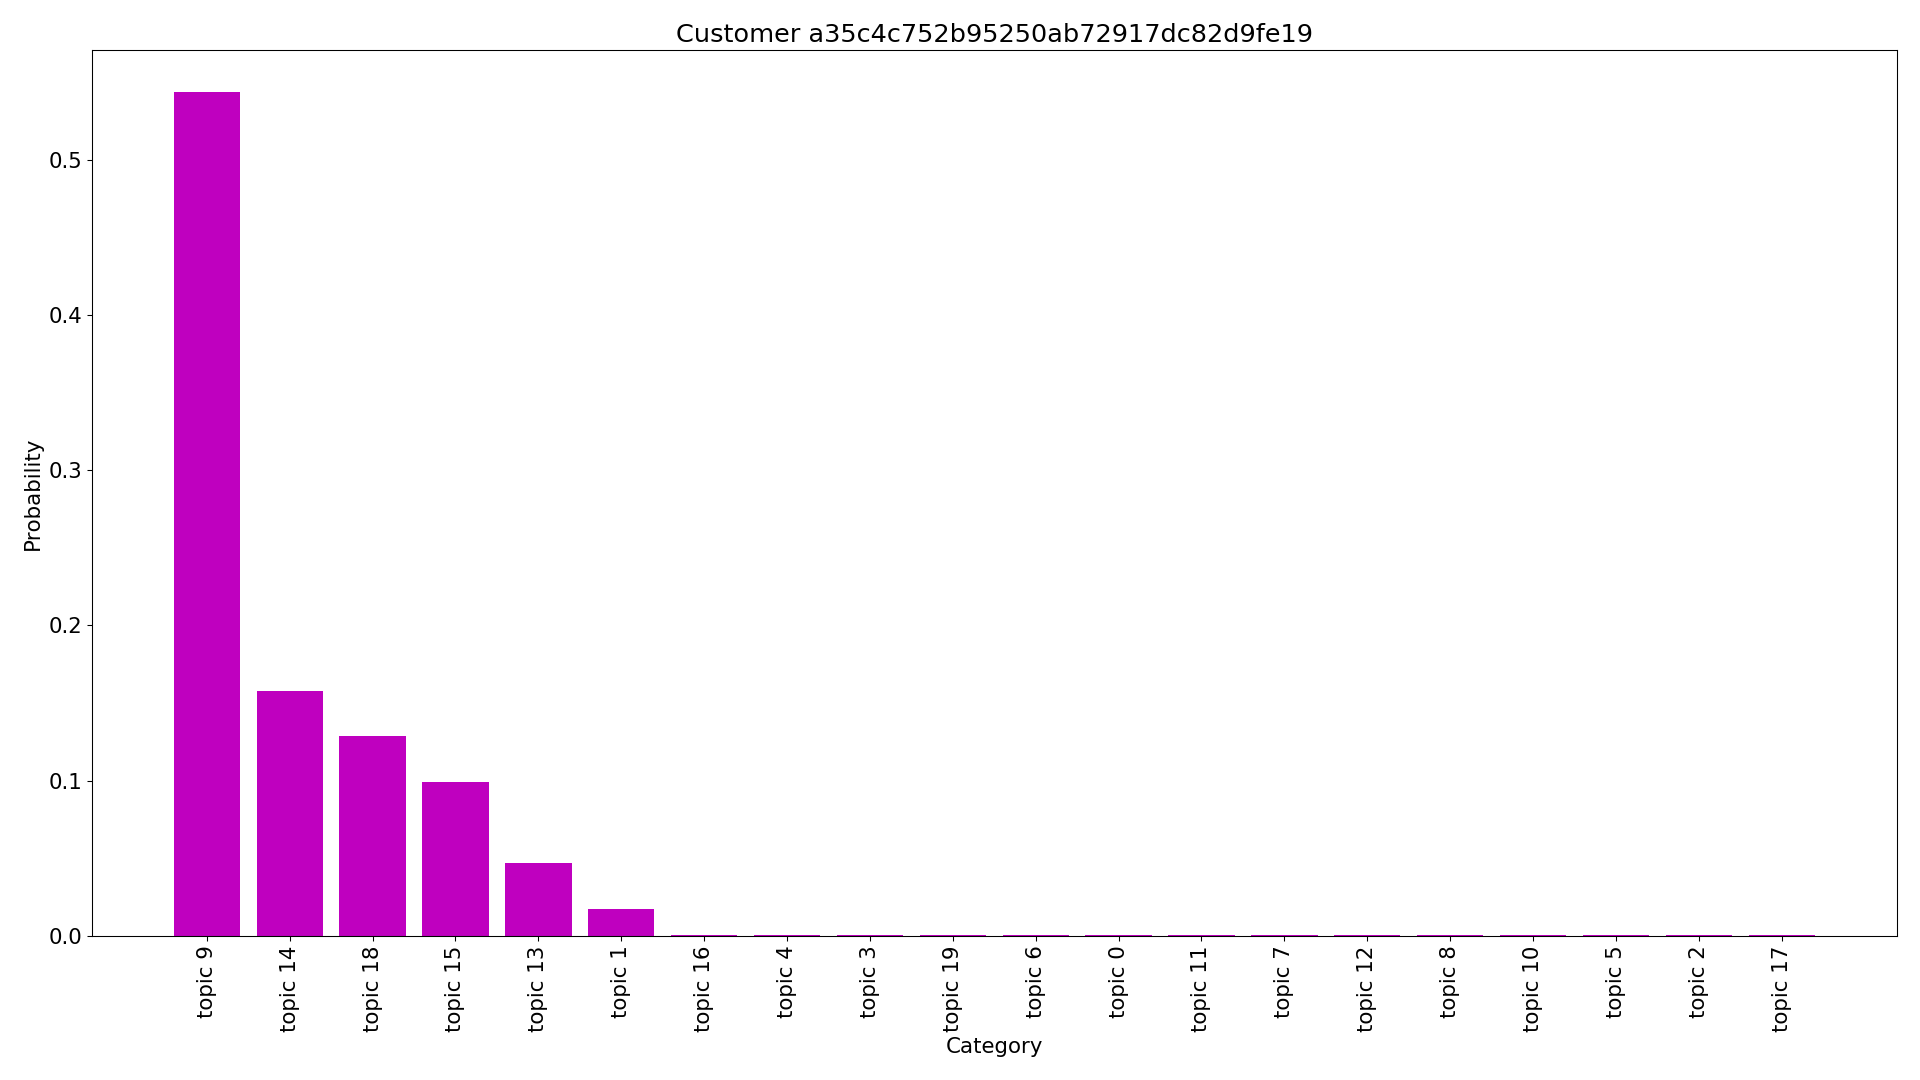 Customer a35c4c752b95250ab72917dc82d9fe19
Probability
0.5
0.4
0.3
0.2
0.1
0.0
topic 9
topic 14
topic 18
topic 15
topic 13
topic 1
topic 16
topic 4
topic 3
topic 19
topic 6
topic 0
topic 11
topic 7
topic 12
topic 8
topic 10
topic 5
topic 2
topic 17
Category